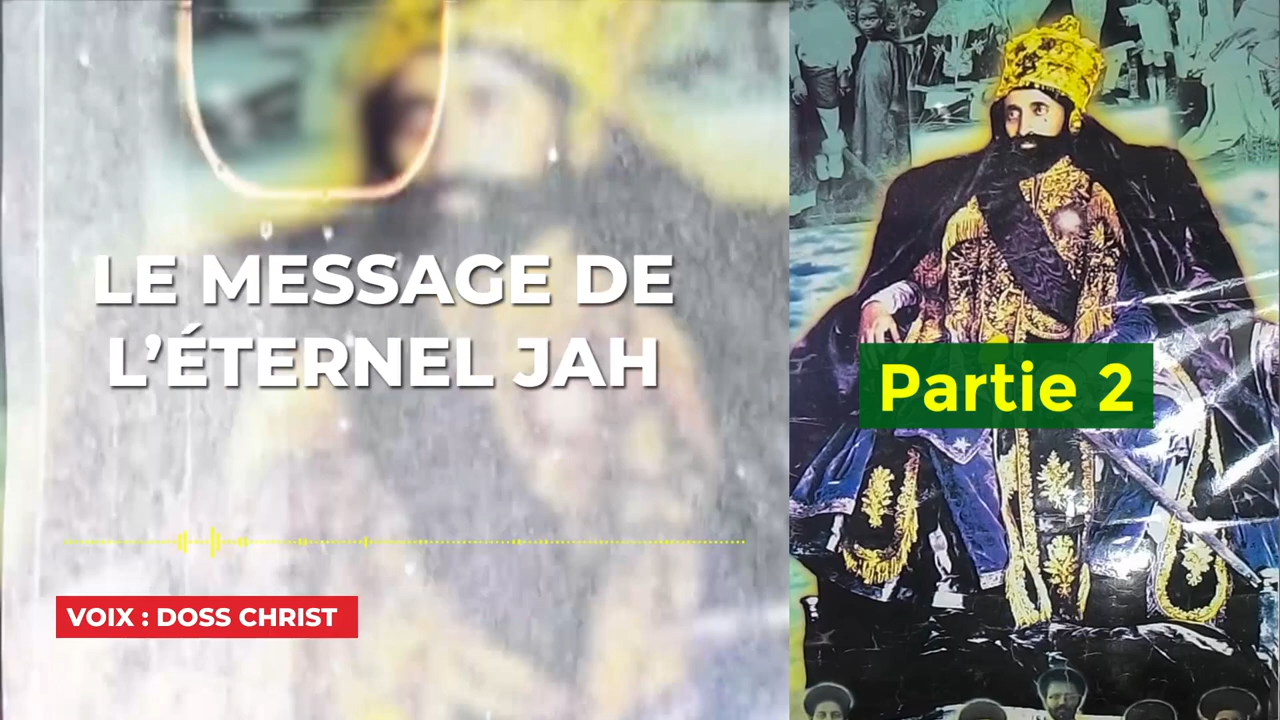 LE MESSAGE DE
L’ÉTERNEL JAH
Partie 2
VOIX : DOSS CHRIST